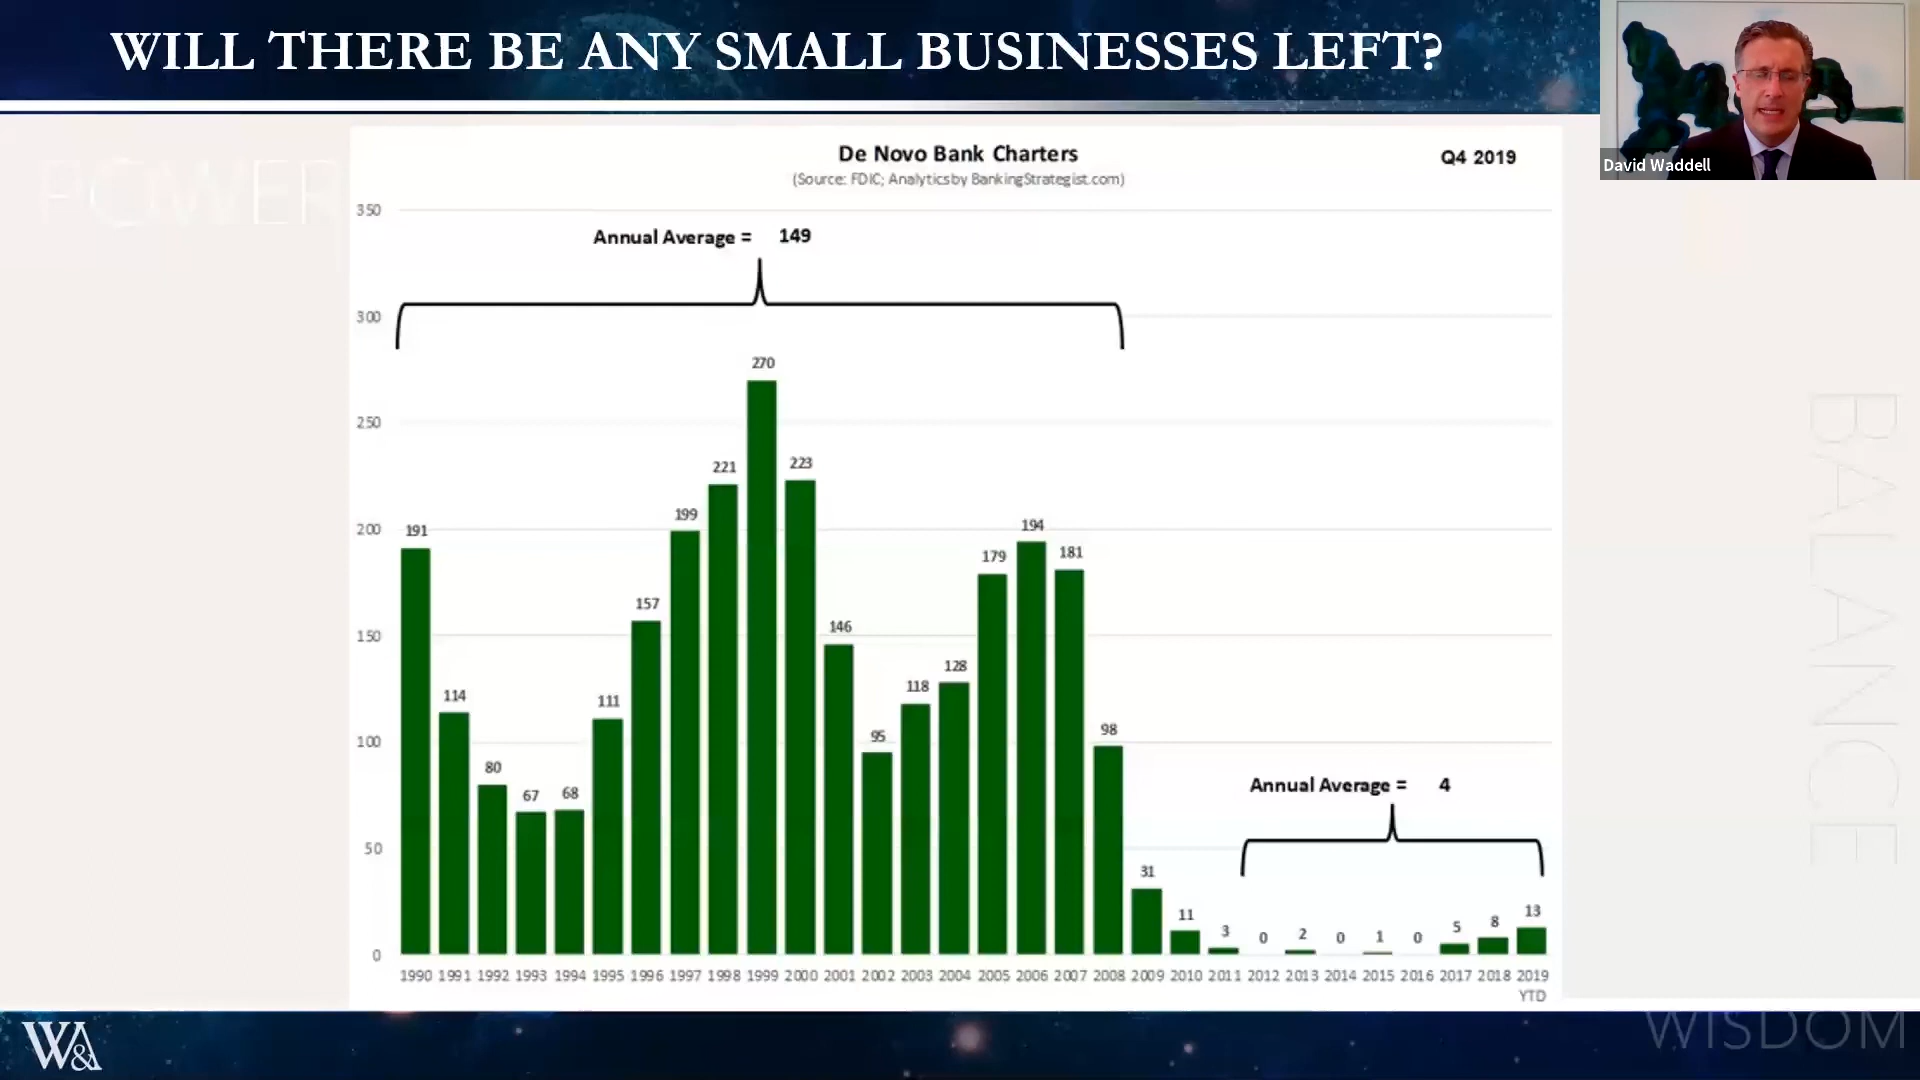 WILL THERE BE ANY SMALL BUSINESSES LEFT?
David Waddell
POWER
De Novo Bank Charters
(Source: FDIC; Analytics by BankingStrategist.com)
Q4 2019
Annual Average = 149
350
300
250
200
150
100
50
0
191
114
80
67
68
111
157
199
221
270
223
146
95
118
128
179
194
181
98
31
11
3
0
2
0
1
0
5
8
13
Annual Average = 4
1990 1991 1992 1993 1994 1995 1996 1997 1998 1999 2000 2001 2002 2003 2004 2005 2006 2007 2008 2009 2010 2011 2012 2013 2014 2015 2016 2017 2018 2019
YTD
BALANCE
W&A
WISDOM